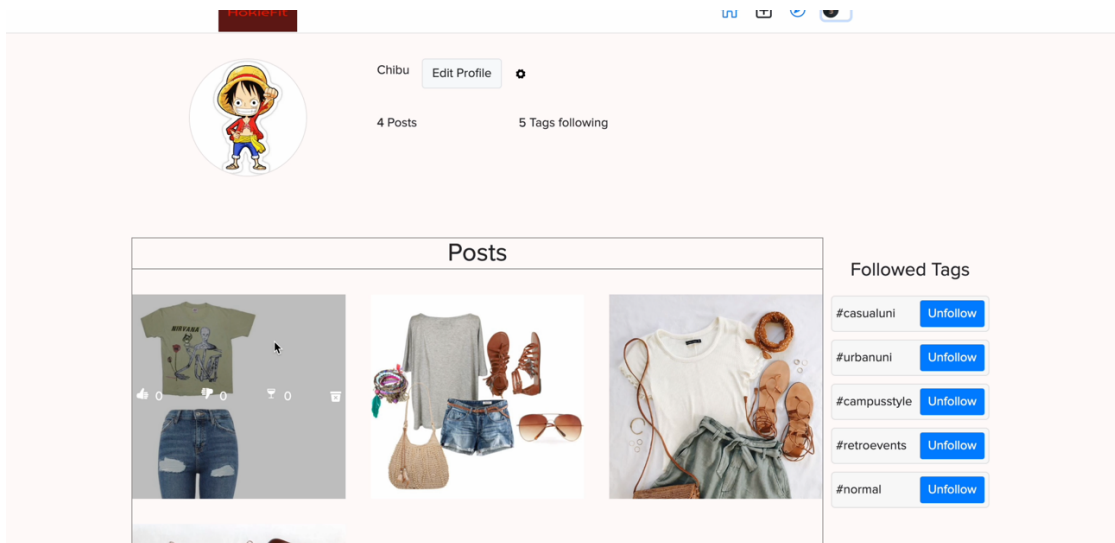 HokieFit
Chibu
Edit Profile
4 Posts
5 Tags following
Posts
Followed Tags
NIRVANA
0
0
0
#casualuni
Unfollow
#urbanuni
Unfollow
#campusstyle
Unfollow
#retroevents
Unfollow
#normal
Unfollow